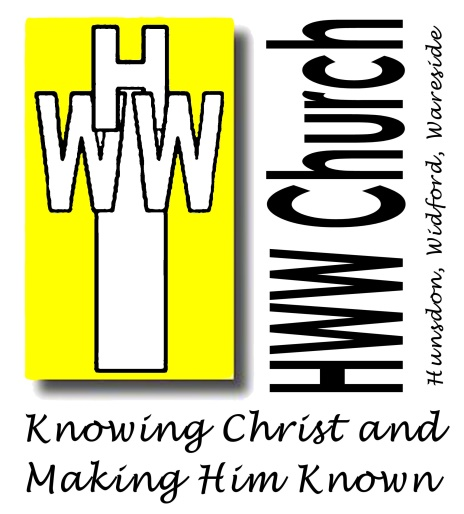 H
WW
HWW Church
Hunsdon, Widford, Wareside
Knowing Christ and
Making Him Known